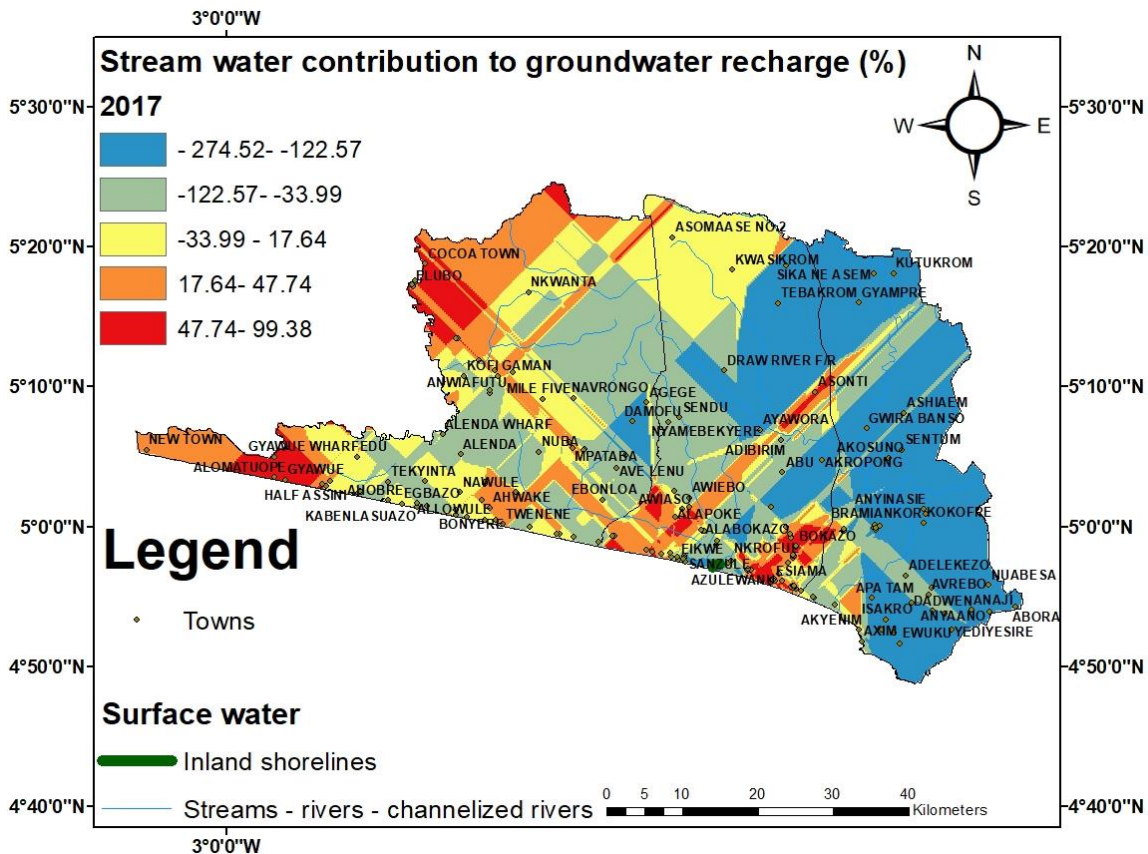 3°0'0"W
Stream water contribution to groundwater recharge (%)
2017
- 274.52- -122.57
-122.57- -33.99
-33.99 - 17.64
17.64- 47.74
47.74- 99.38
N
W
E
S
5°30'0"N
5°30'0"N
5°20'0"N
5°20'0"N
5°10'0"N
5°10'0"N
5°0'0"N
5°0'0"N
4°50'0"N
4°50'0"N
4°40'0"N
4°40'0"N
ASOMAASE NO.2
COCOA TOWN
KWASIKROM
SIKA NE ASEM
KUTUKROM
ELUBO
NKWANTA
TEBAKROM GYAMPRE
DRAW RIVER F/R
KOFI GAMAN
ANWIAFUTU
MILE FIVE
NAVRONGO
AGEGE
ASONTI
DAMOFU
SENDU
ASHIAEM
GWIRA BANSO
ALENDA WHARF
NYAMEBEKYERE
AYAWORA
NEW TOWN
GYAWUE WHARF
EDU
ALENDA
NUBA
ADIBIRIM
AKOSUNO
SENTUM
MPATABA
ALOMATUOPE
GYAWUE
TEKYINTA
AVE LENU
ABU
AKROPONG
HALF ASSINI
AHOBRE
EGBAZO
NAWULE
AHWAKE
EBONLOA
AWIASO
AWIEBO
ANYINASIE
KABENLASUAZO
ALLOWULE
BONYERE
TWENENE
ALAPOKE
ALABOKAZO
BRAMIANKOR
KOKOFRE
BOKAZO
EIKWE
NKROFUL
SANZULE
ESIAMA
AZULEWANI
ADELEKEZO
NUABESA
AVREBO
APATAM
DADWEN
ANAJI
ISAKRO
ANYAANO
ABORA
AKYENIM
AXIM
EWUKU
YEDIYESIRE
Legend
Towns
Surface water
Inland shorelines
Streams - rivers - channelized rivers
0 5 10 20 30 40
Kilometers
3°0'0"W